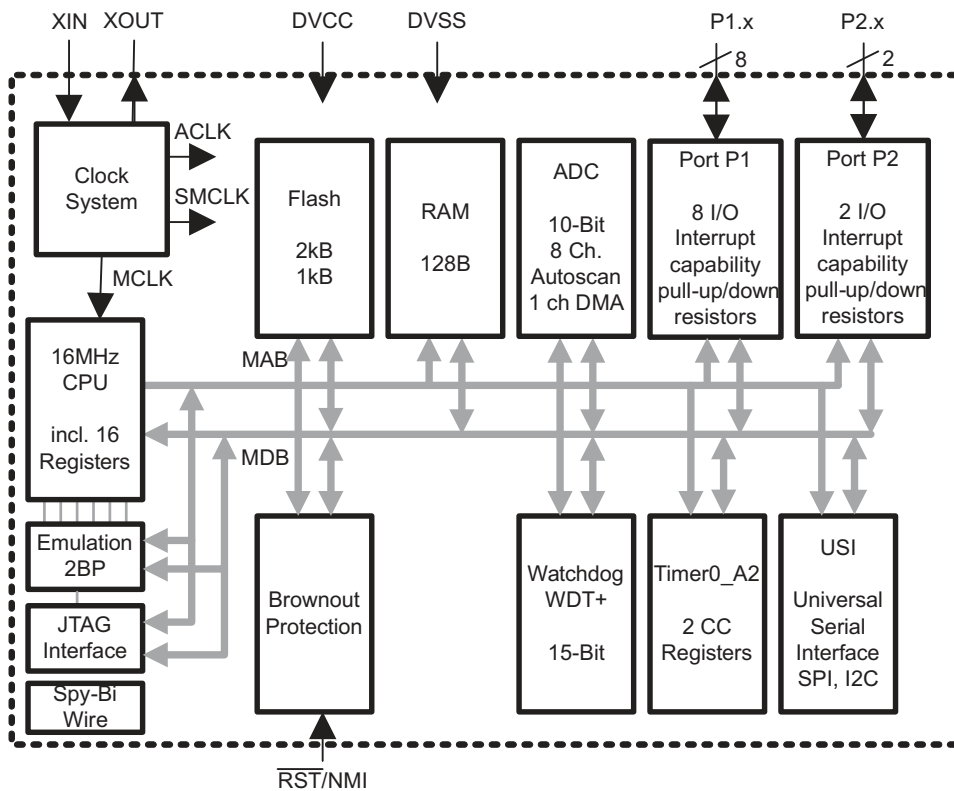 XIN XOUT DVCC DVSS P1.x P2.x
8 2
ACLK
SMCLK
MCLK
Clock
System
Flash
2kB
1kB
RAM
128B
ADC
10-Bit
8 Ch.
Autoscan
1 ch DMA
Port P1
8 I/O
Interrupt
capability
pull-up/down
resistors
Port P2
2 I/O
Interrupt
capability
pull-up/down
resistors
16MHz
CPU
incl. 16
Registers
MAB
MDB
Emulation
2BP
JTAG
Interface
Spy-Bi
Wire
Brownout
Protection
Watchdog
WDT+
15-Bit
Timer0_A2
2 CC
Registers
USI
Universal
Serial
Interface
SPI, I2C
RST/NMI